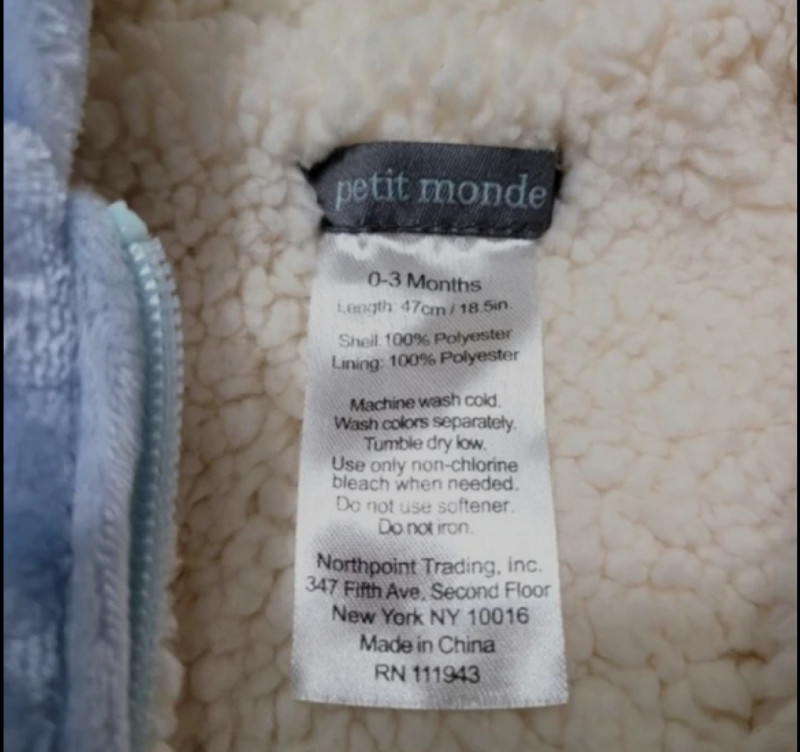 petit monde
0-3 Months
Length: 47cm / 18.5in.
Shell: 100% Polyester
Lining: 100% Polyester
Machine wash cold.
Wash colors separately.
Tumble dry low.
Use only non-chlorine
bleach when needed.
Do not use softener.
Do not iron.
Northpoint Trading, Inc.
347 Fifth Ave, Second Floor
New York NY 10016
Made in China
RN 111943